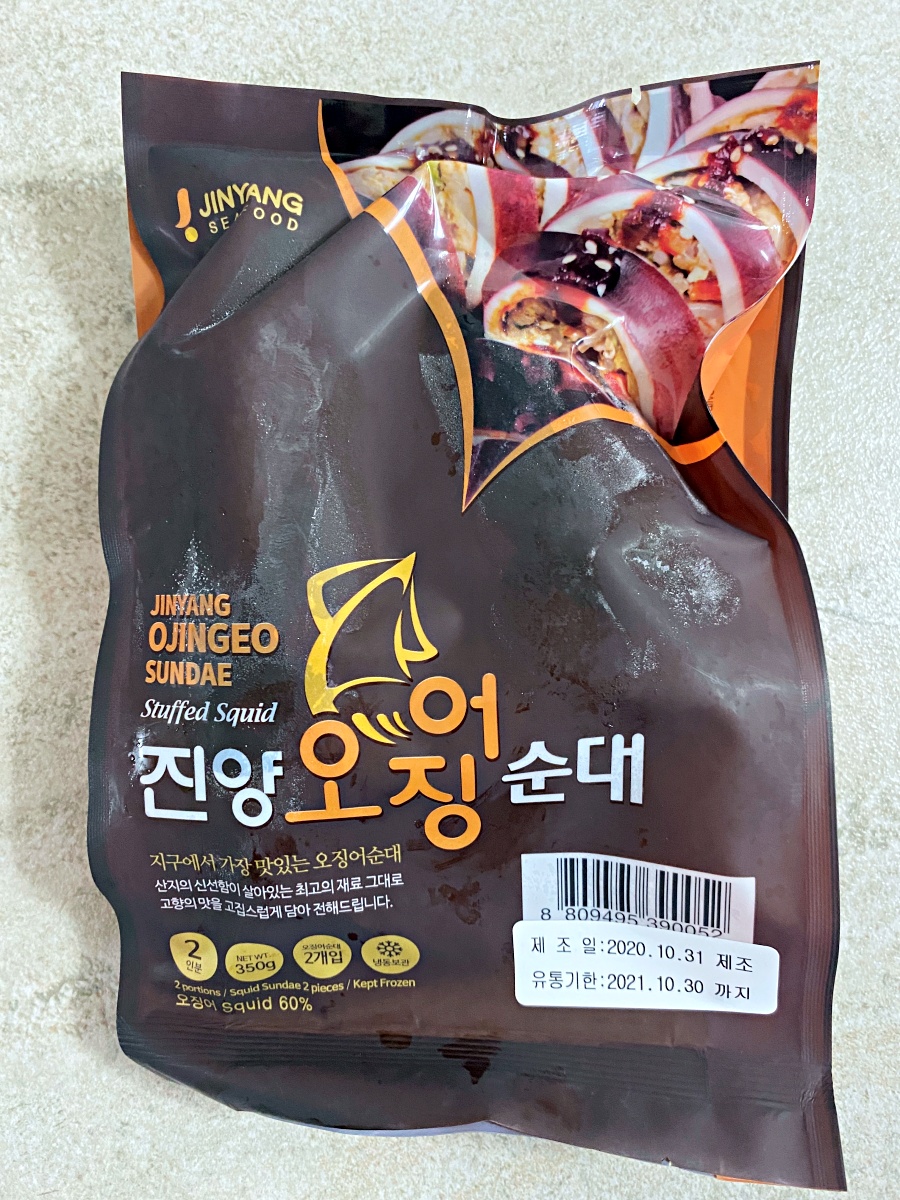 JINYANG
SEAFOOD
JINYANG
OJINGEO
SUNDAE
Stuffed Squid
진양오징어순대
지구에서 가장 맛있는 오징어순대
산지의 신선함이 살아있는 최고의 재료 그대로
고향의 맛을 고집스럽게 담아 전해드립니다.
2
인분
NET WT.
350g
오징어순대
2개입
냉동보관
2 portions / Squid Sundae 2 pieces / Kept Frozen
오징어 Squid 60%
8 809495 390052
제 조 일:2020.10.31 제조
유통기한:2021.10.30 까지